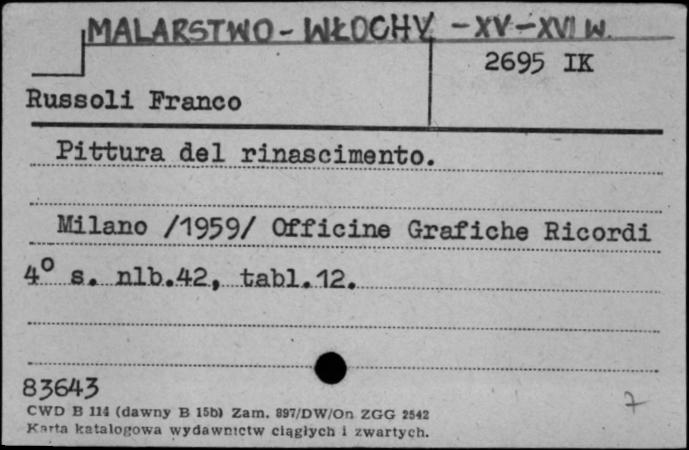 MALARSTWO - WŁOCHY - XV - XVI W.
2695 IK
Russoli Franco
Pittura del rinascimento.
Milano /1959/ Officine Grafiche Ricordi
4° s. nlb.42, tabl.12.
83643
7
CWD B 114 (dawny B 15b) Zam. 897/DW/On ZGG 2542
Karta katalogowa wydawnictw ciągłych i zwartych.